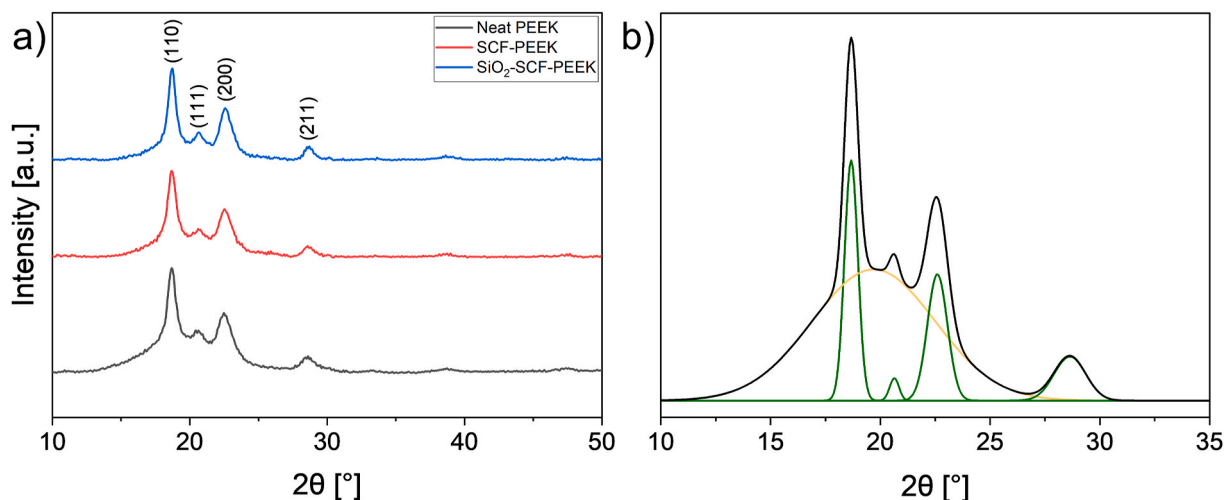 a)
Neat PEEK
SCF-PEEK
SiO₂-SCF-PEEK
(110)
(111)
(200)
(211)
Intensity [a.u.]
10 20 30 40 50
2θ [°]
b)
10 15 20 25 30 35
2θ [°]